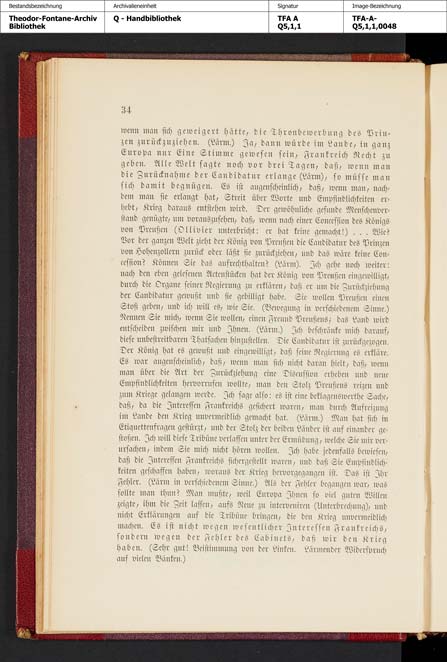 Bestandsbezeichnung
Archivalieneinheit
Signatur
Image-Bezeichnung
Theodor-Fontane-Archiv
Bibliothek
Q - Handbibliothek
TFA A
Q5,1,1
TFA-A-
Q5,1,1,0048
34
wenn man ſich geweigert hätte, die Thronbewerbung des Prin-
zen zurückzuziehen. (Lärm.) Ja, dann würde im Lande, in ganz
Europa nur Eine Stimme geweſen ſein, Frankreich Recht zu
geben. Alle Welt ſagte noch vor drei Tagen, daß, wenn man
die Zurücknahme der Candidatur erlange (Lärm), ſo müſſe man
ſich damit begnügen. Es iſt augenſcheinlich, daß, wenn man, nach-
dem man ſie erlangt hat, Streit über Worte und Empfindlichkeiten er-
hebt, Krieg daraus entſtehen wird. Der gewöhnliche geſunde Menſchenver-
ſtand genügte, um vorauszuſehen, daß, wenn nach einer Conceſſion des Königs
von Preußen (Ollivier unterbricht: er hat keine gemacht!) . . . Wie?
Vor der ganzen Welt zieht der König von Preußen die Candidatur des Prinzen
von Hohenzollern zurück oder läßt ſie zurückziehen, und das wäre keine Con-
ceſſion? Können Sie das aufrechthalten? (Lärm). Ich gehe noch weiter:
nach den eben geleſenen Actenſtücken hat der König von Preußen eingewilligt,
durch die Organe ſeiner Regierung zu erklären, daß er um die Zurückziehung
der Candidatur gewußt und ſie gebilligt habe. Sie wollen Preußen einen
Stoß geben, und ich will es, wie Sie. (Bewegung in verſchiedenem Sinne.)
Nennen Sie mich, wenn Sie wollen, einen Freund Preußens; das Land wird
entſcheiden zwiſchen mir und Ihnen. (Lärm.) Ich beſchränke mich darauf,
dieſe unbeſtreitbaren Thatſachen hinzuſtellen. Die Candidatur iſt zurückgezogen.
Der König hat es gewußt und eingewilligt, daß ſeine Regierung es erkläre.
Es war augenſcheinlich, daß, wenn man ſich nicht daran hielt, daß, wenn
man über die Art der Zurückziehung eine Discuſſion erheben und neue
Empfindlichkeiten hervorrufen wollte, man den Stolz Preußens reizen und
zum Kriege gelangen werde. Ich ſage alſo: es iſt eine beklagenswerthe Sache,
daß, da die Intereſſen Frankreichs geſichert waren, man durch Aufreizung
im Lande den Krieg unvermeidlich gemacht hat. (Lärm.) Man hat ſich in
Etiquettenfragen geſtürzt, und der Stolz der beiden Länder iſt auf einander ge-
ſtoßen. Ich will dieſe Tribüne verlaſſen unter der Ermüdung, welche Sie mir ver-
urſachen, indem Sie mich nicht hören wollen. Ich habe jedenfalls bewieſen,
daß die Intereſſen Frankreichs ſichergeſtellt waren, und daß Sie Empfindlich-
keiten geſchaffen haben, woraus der Krieg hervorgegangen iſt. Das iſt Ihr
Fehler. (Lärm in verſchiedenem Sinne.) Als der Fehler begangen war, was
ſollte man thun? Man mußte, weil Europa Ihnen ſo viel guten Willen
zeigte, ihm die Zeit laſſen, aufs Neue zu interveniren (Unterbrechung), und
nicht Erklärungen auf die Tribüne bringen, die den Krieg unvermeidlich
machen. Es iſt nicht wegen weſentlicher Intereſſen Frankreichs,
ſondern wegen der Fehler des Cabinets, daß wir den Krieg
haben. (Sehr gut! Beiſtimmung von der Linken. Lärmender Widerſpruch
auf vielen Bänken.)